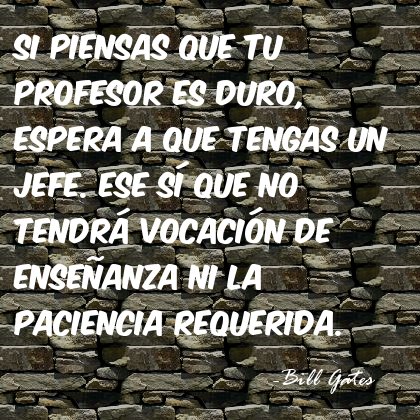 SI PIENSAS QUE TU
PROFESOR ES DURO,
ESPERA A QUE TENGAS UN
JEFE. ESE SÍ QUE NO
TENDRÁ VOCACIÓN DE
ENSEÑANZA NI LA
PACIENCIA REQUERIDA.
-Bill Gates